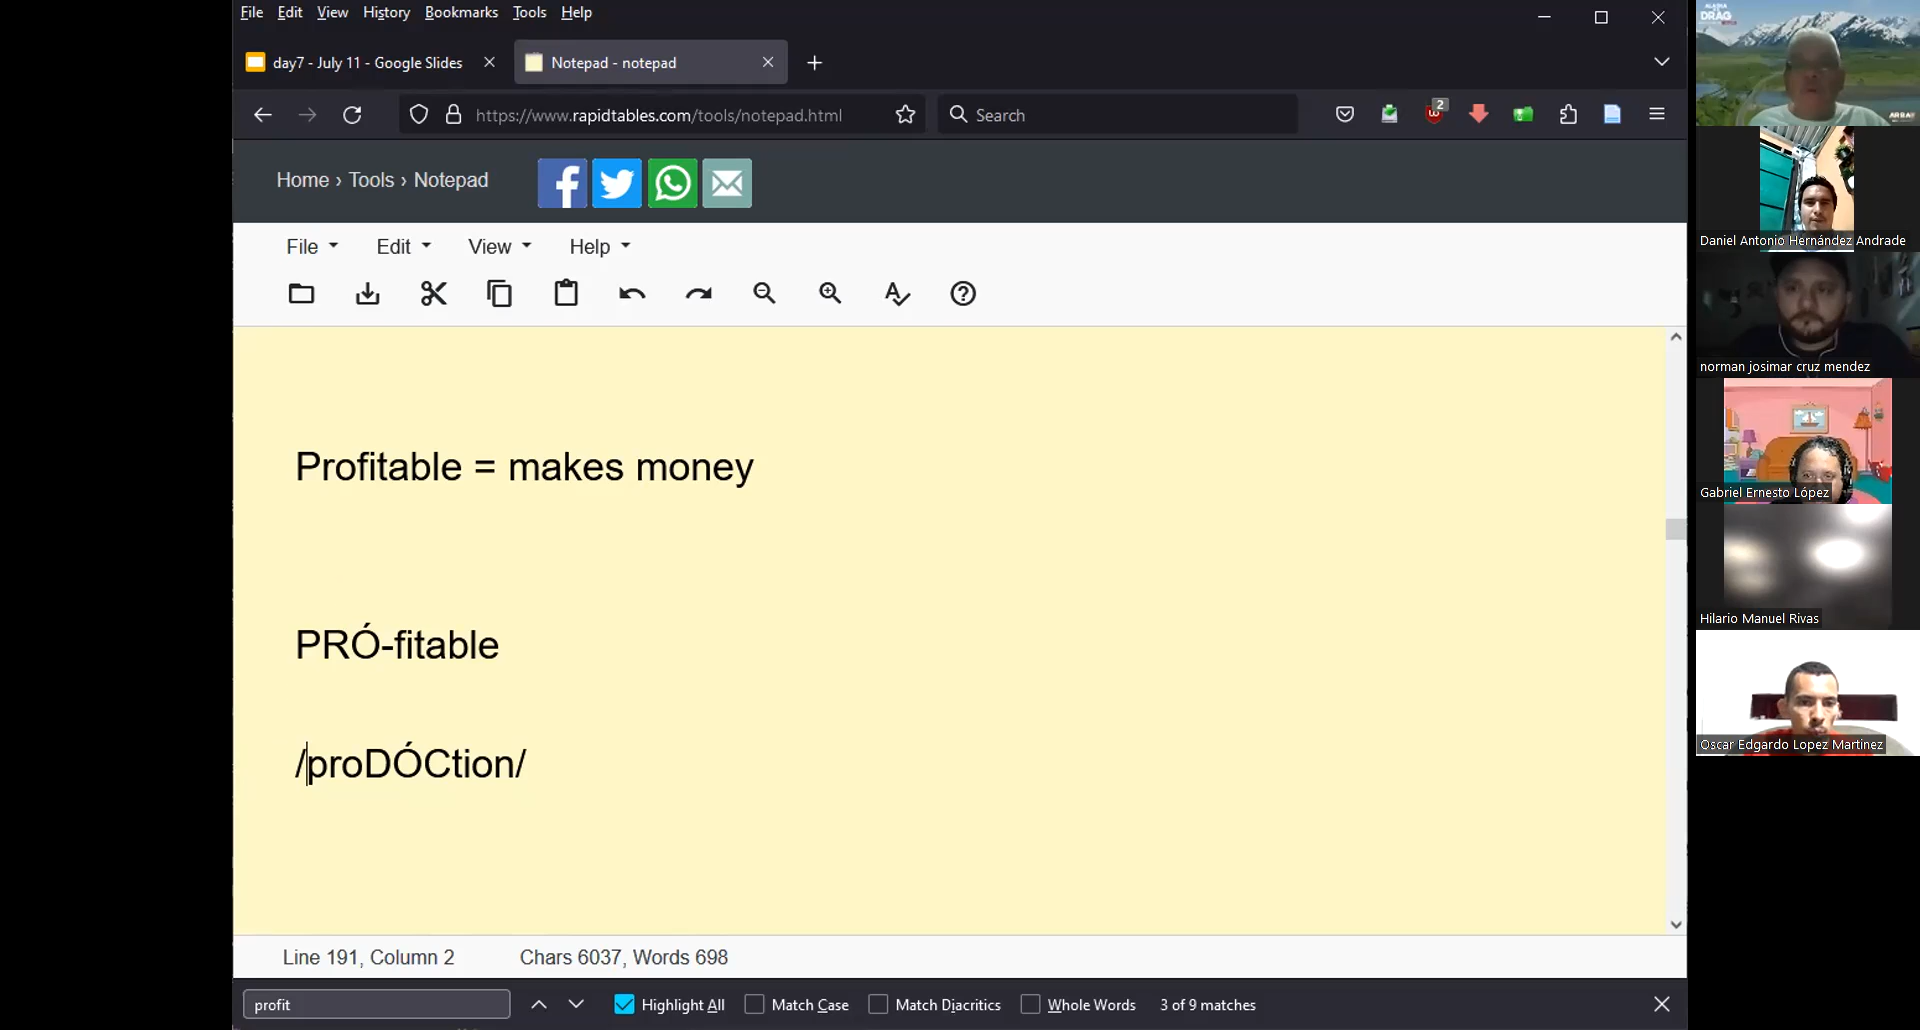 File Edit View History Bookmarks Tools Help
day7 - July 11 - Google Slides
Notepad - notepad
https://www.rapidtables.com/tools/notepad.html
Search
2
Home › Tools › Notepad
File Edit View Help
Profitable = makes money
PRÓ-fitable
/proDÓCtion/
Line 191, Column 2 Chars 6037, Words 698
profit
Highlight All Match Case Match Diacritics Whole Words 3 of 9 matches
ALASKA
DRAG
Daniel Antonio Hernández Andrade
norman josimar cruz mendez
Gabriel Ernesto López
Hilario Manuel Rivas
Oscar Edgardo Lopez Martinez